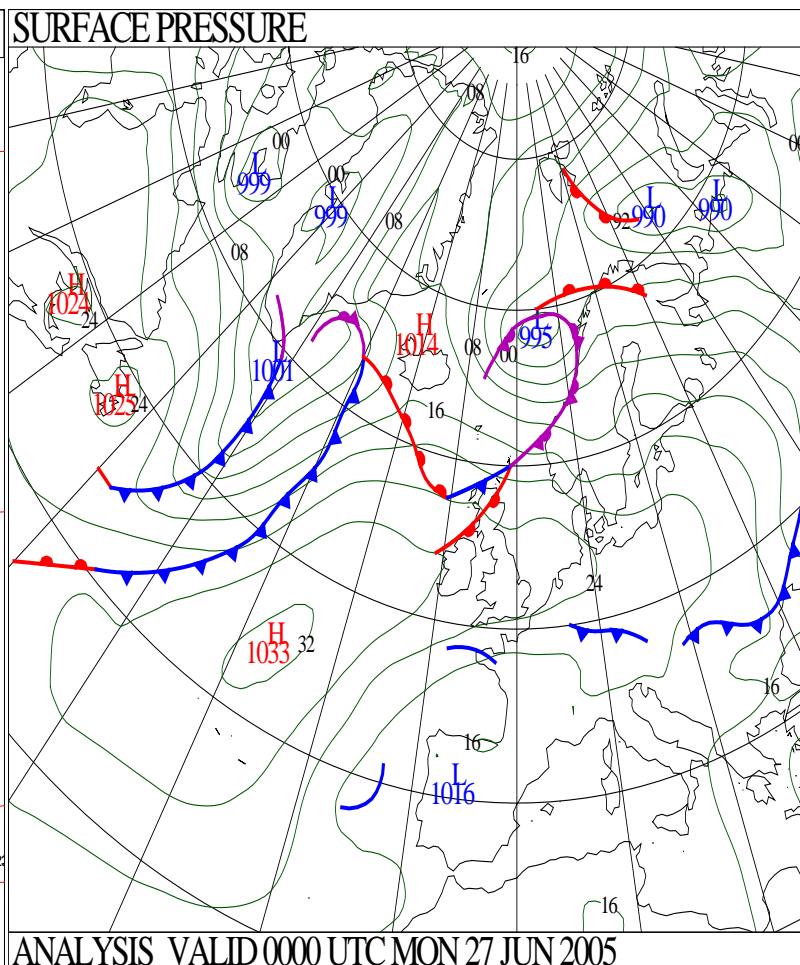 SURFACE PRESSURE
16
08
00
00
L
999
L
999
08
08
L
990
92
L
990
H
1024
24
H
1025
24
L
1001
H
1014
08
00
L
995
16
24
H
1033
32
16
16
L
1016
16
ANALYSIS VALID 0000 UTC MON 27 JUN 2005